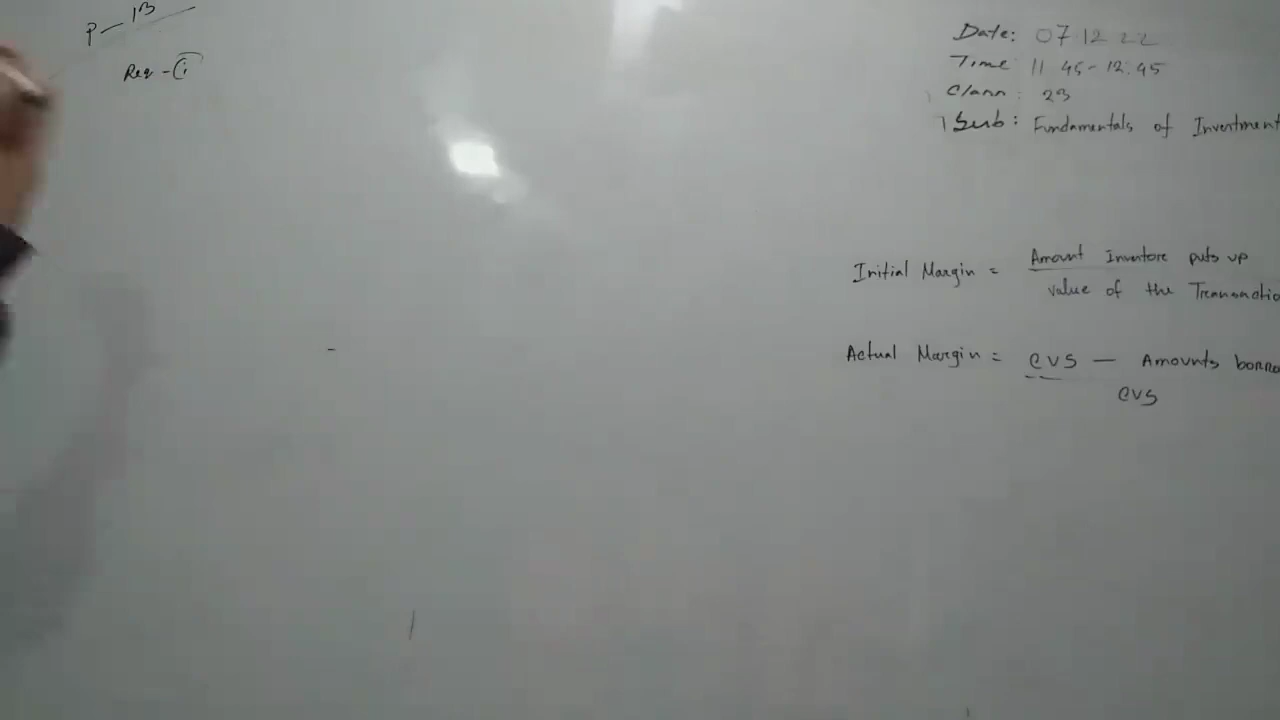 P-13
Req-(i)
Date: 07 12 22
Time: 11 45-12.45
Class: 23
Sub: Fundamentals of Investment
Initial Margin = Amount Investore puts up
value of the Transactio
Actual Margin = CVS — Amounts borro
CVS